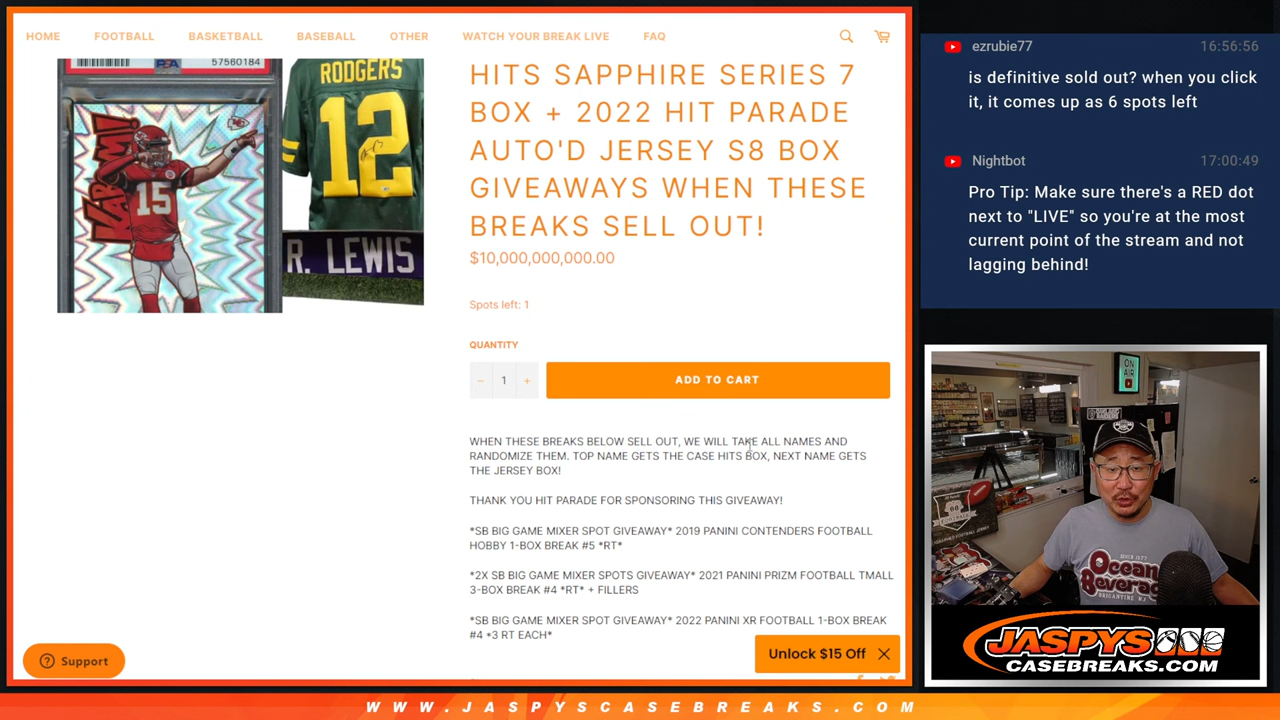 HOME FOOTBALL BASKETBALL BASEBALL OTHER WATCH YOUR BREAK LIVE FAQ
PSA 57560184
KARMA!
15
RODGERS
12
R. LEWIS
HITS SAPPHIRE SERIES 7
BOX + 2022 HIT PARADE
AUTO'D JERSEY S8 BOX
GIVEAWAYS WHEN THESE
BREAKS SELL OUT!
$10,000,000,000.00
Spots left: 1
QUANTITY
− 1 + ADD TO CART
WHEN THESE BREAKS BELOW SELL OUT, WE WILL TAKE ALL NAMES AND
RANDOMIZE THEM. TOP NAME GETS THE CASE HITS BOX, NEXT NAME GETS
THE JERSEY BOX!
THANK YOU HIT PARADE FOR SPONSORING THIS GIVEAWAY!
*SB BIG GAME MIXER SPOT GIVEAWAY* 2019 PANINI CONTENDERS FOOTBALL
HOBBY 1-BOX BREAK #5 *RT*
*2X SB BIG GAME MIXER SPOTS GIVEAWAY* 2021 PANINI PRIZM FOOTBALL TMALL
3-BOX BREAK #4 *RT* + FILLERS
*SB BIG GAME MIXER SPOT GIVEAWAY* 2022 PANINI XR FOOTBALL 1-BOX BREAK
#4 *3 RT EACH*
Support
Unlock $15 Off
ezrubie77 16:56:56
is definitive sold out? when you click
it, it comes up as 6 spots left
Nightbot 17:00:49
Pro Tip: Make sure there's a RED dot
next to "LIVE" so you're at the most
current point of the stream and not
lagging behind!
ON
AIR
Ocean
Beverage
BRIGANTINE, NJ
JASPYS
CASEBREAKS.COM
WWW.JASPYSCASEBREAKS.COM